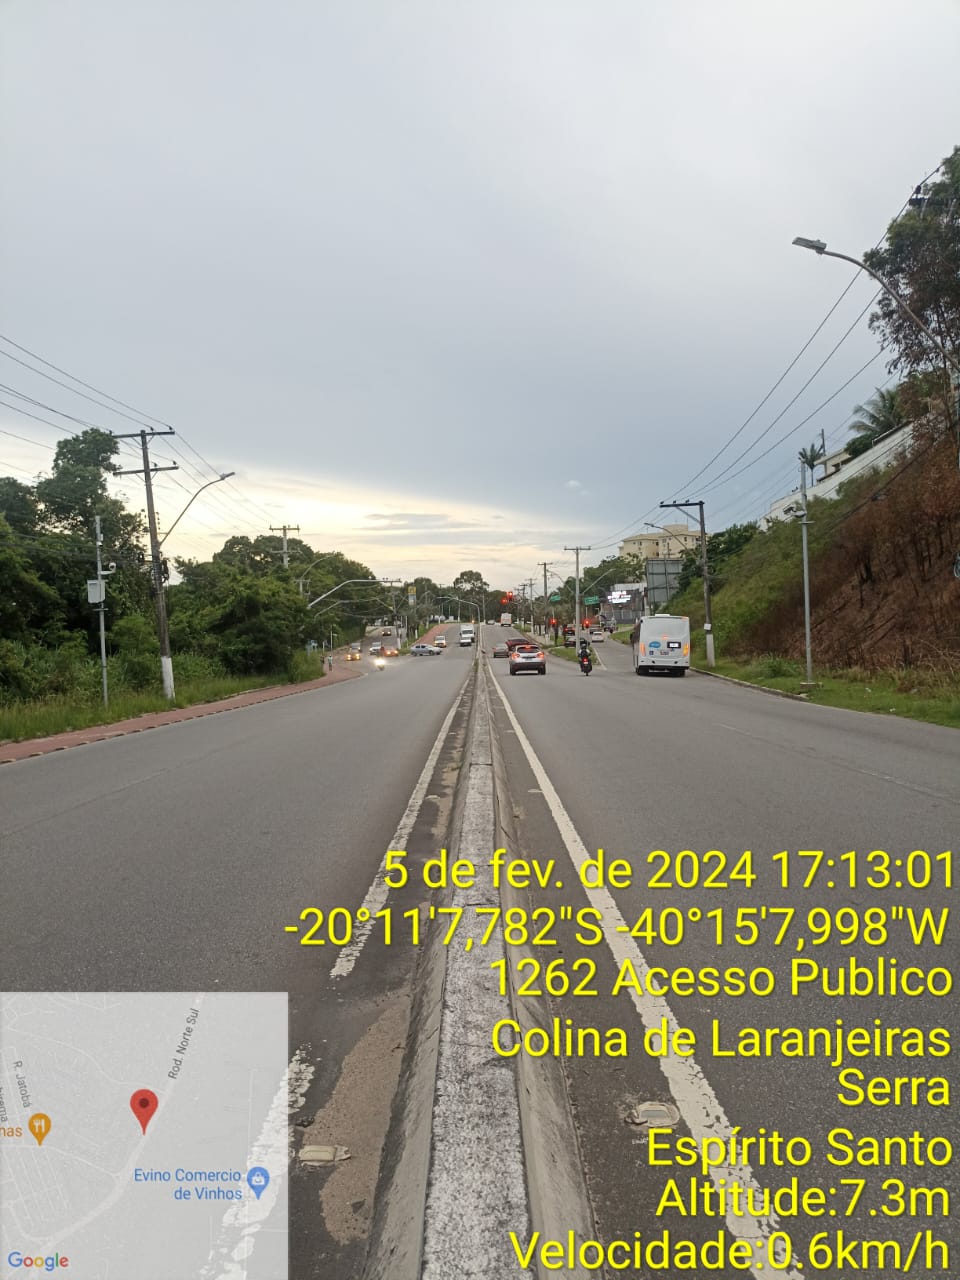 5 de fev. de 2024 17:13:01
-20°11'7,782"S -40°15'7,998"W
1262 Acesso Publico
Colina de Laranjeiras
Serra
Espírito Santo
Altitude:7.3m
Velocidade:0.6km/h
Rod. Norte Sul
R. Jatobá
nas
Evino Comercio
de Vinhos
Google